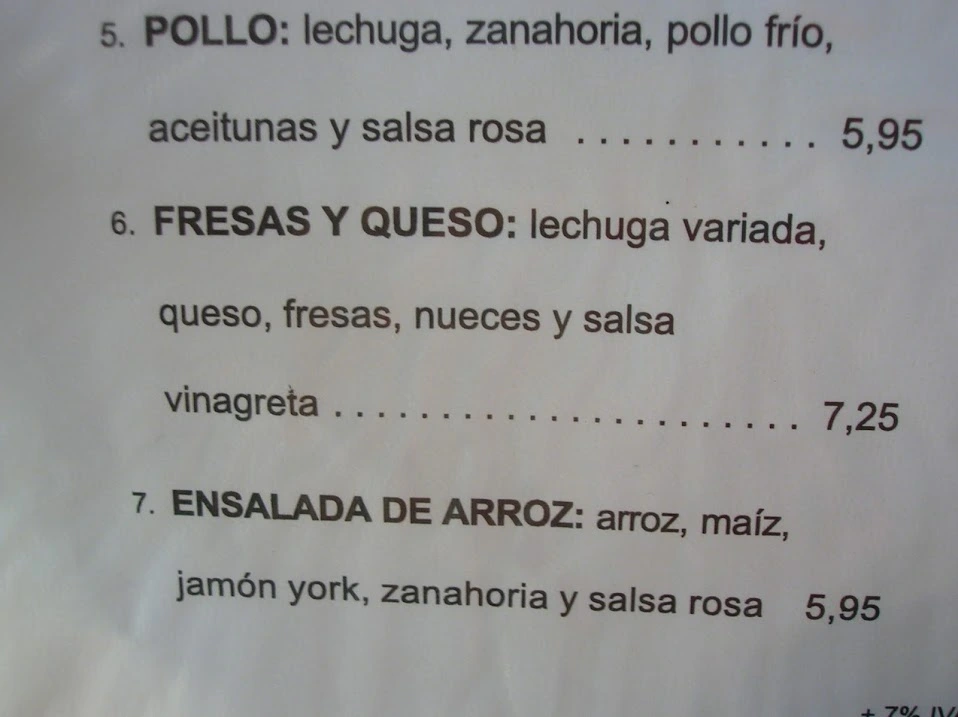 5. POLLO: lechuga, zanahoria, pollo frío,
aceitunas y salsa rosa ............ 5,95
6. FRESAS Y QUESO: lechuga variada,
queso, fresas, nueces y salsa
vinagreta ...................... 7,25
7. ENSALADA DE ARROZ: arroz, maíz,
jamón york, zanahoria y salsa rosa 5,95
+ 7%